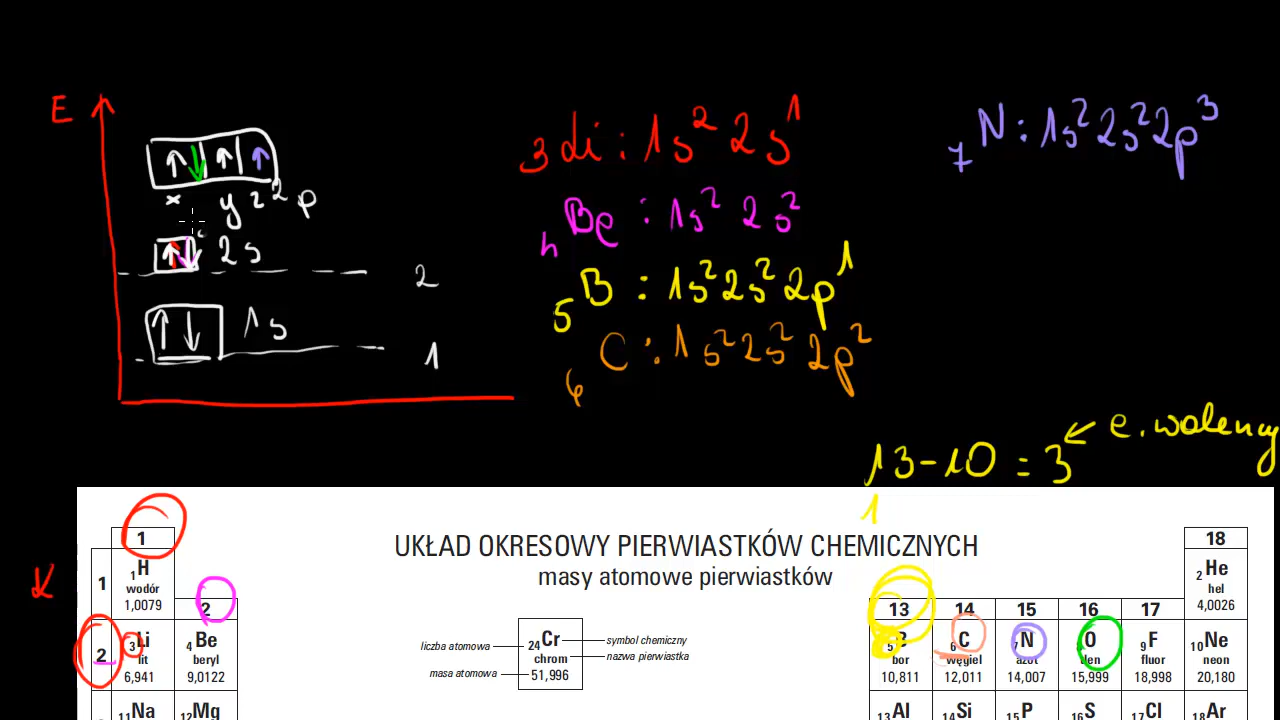 E
x y z 2p
2s
2
1s
1
₃Li : 1s² 2s¹
₄Be : 1s² 2s²
₅B : 1s² 2s² 2p¹
₆C : 1s² 2s² 2p²
₇N : 1s² 2s² 2p³
13 - 10 = 3 ← e. walency
1
K
UKŁAD OKRESOWY PIERWIASTKÓW CHEMICZNYCH
masy atomowe pierwiastków
1 18
1 ₁H ₂He
wodór hel
1,0079 4,0026
2 13 14 15 16 17
2 ₃Li ₄Be ₅B ₆C ₇N ₈O ₉F ₁₀Ne
lit beryl bor węgiel azot tlen fluor neon
6,941 9,0122 10,811 12,011 14,007 15,999 18,998 20,180
₁₁Na ₁₂Mg ₁₃Al ₁₄Si ₁₅P ₁₆S ₁₇Cl ₁₈Ar
liczba atomowa ₂₄Cr symbol chemiczny
chrom nazwa pierwiastka
masa atomowa 51,996